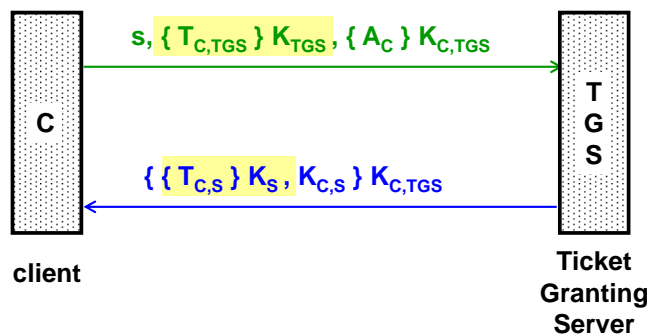 s, { T_C,TGS } K_TGS, { A_C } K_C,TGS
C
T
G
S
{ { T_C,S } K_S , K_C,S } K_C,TGS
client
Ticket
Granting
Server